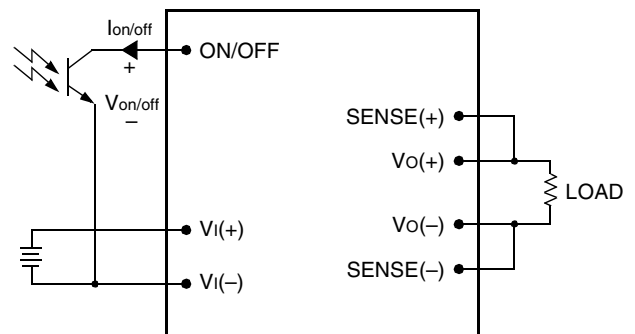 Ion/off
+
ON/OFF
Von/off
–
SENSE(+)
VO(+)
LOAD
VO(–)
SENSE(–)
VI(+)
VI(–)